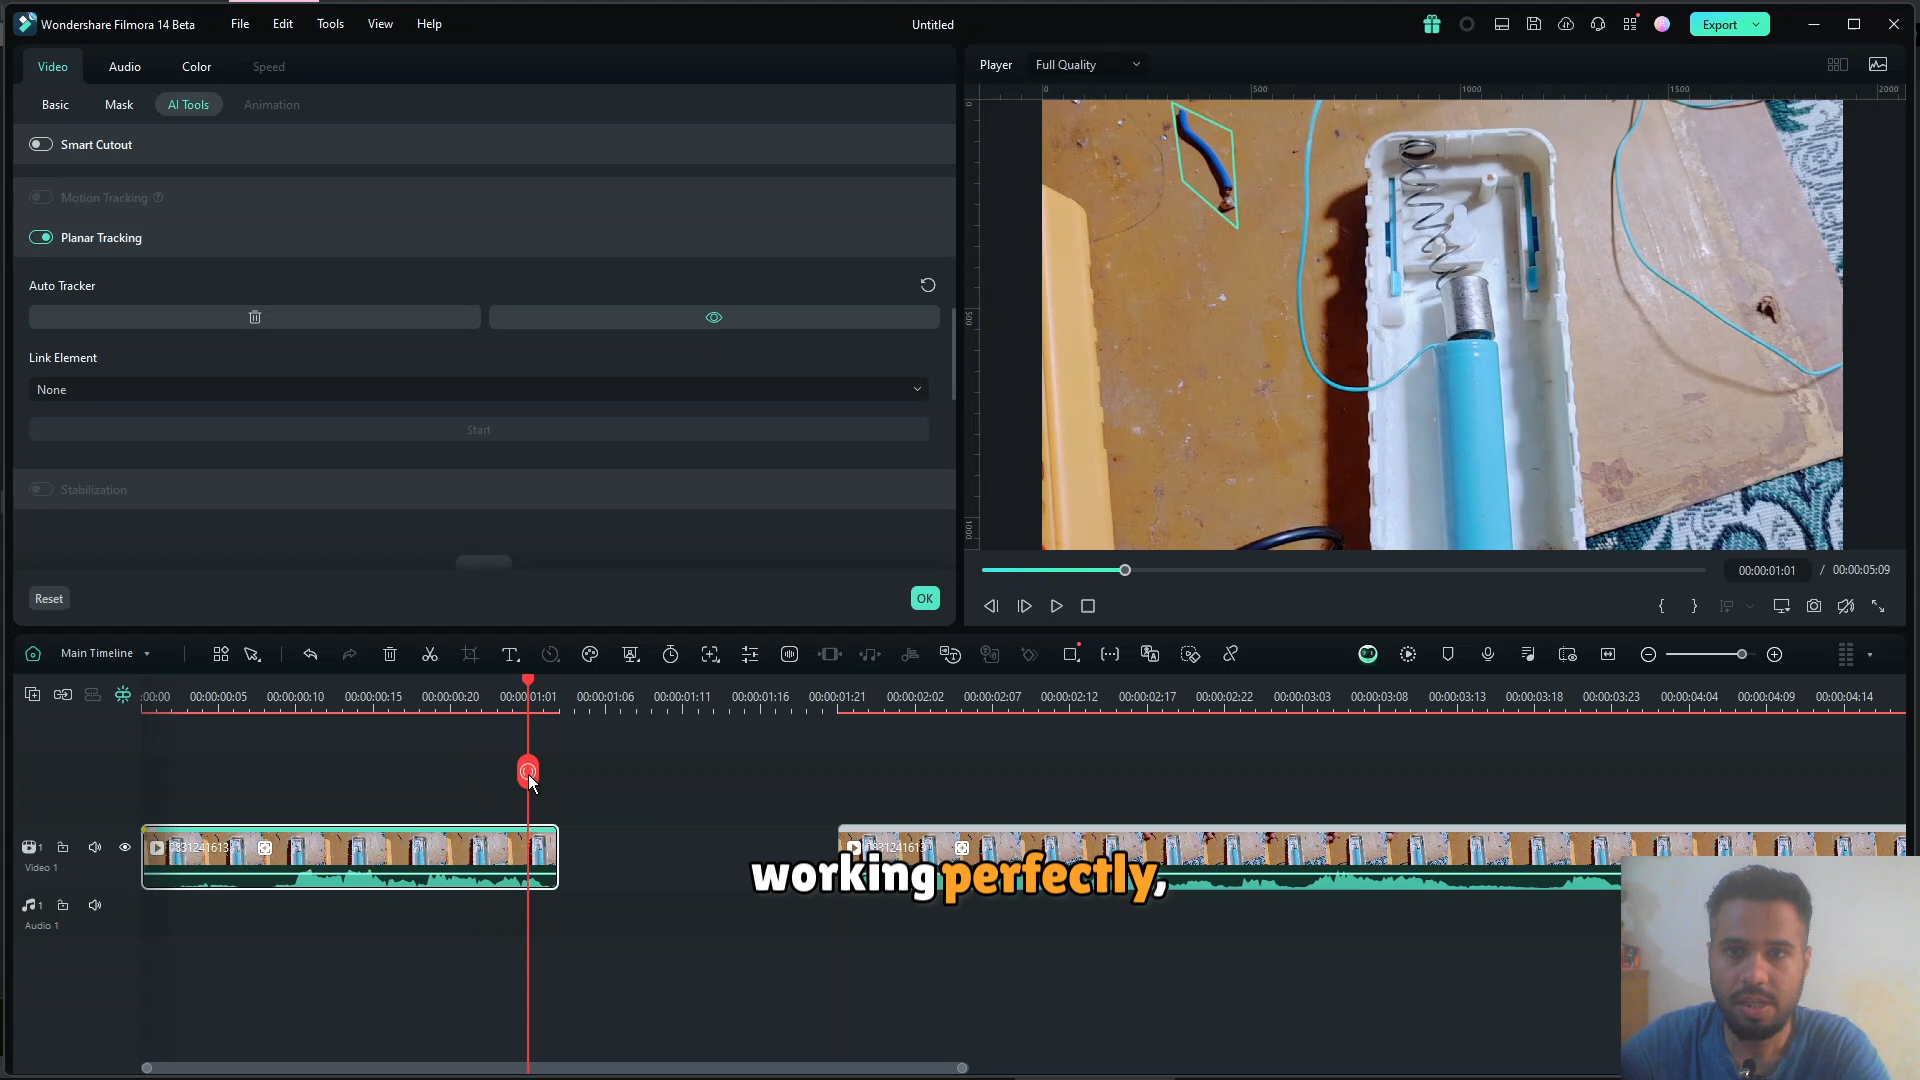 Wondershare Filmora 14 Beta
File
Edit
Tools
View
Help
Untitled
Export
Video
Audio
Color
Speed
Player
Full Quality
Basic
Mask
AI Tools
Animation
Smart Cutout
Motion Tracking
Planar Tracking
Auto Tracker
Link Element
None
Start
Stabilization
Reset
OK
0
500
1000
1500
2000
0
500
1000
00:00:01:01 / 00:00:05:09
Main Timeline
:00:00 00:00:00:05 00:00:00:10 00:00:00:15 00:00:00:20 00:00:01:01 00:00:01:06 00:00:01:11 00:00:01:16 00:00:01:21 00:00:02:02 00:00:02:07 00:00:02:12 00:00:02:17 00:00:02:22 00:00:03:03 00:00:03:08 00:00:03:13 00:00:03:18 00:00:03:23 00:00:04:04 00:00:04:09 00:00:04:14
1
0831241613
0831241613
Video 1
working perfectly,
1
Audio 1